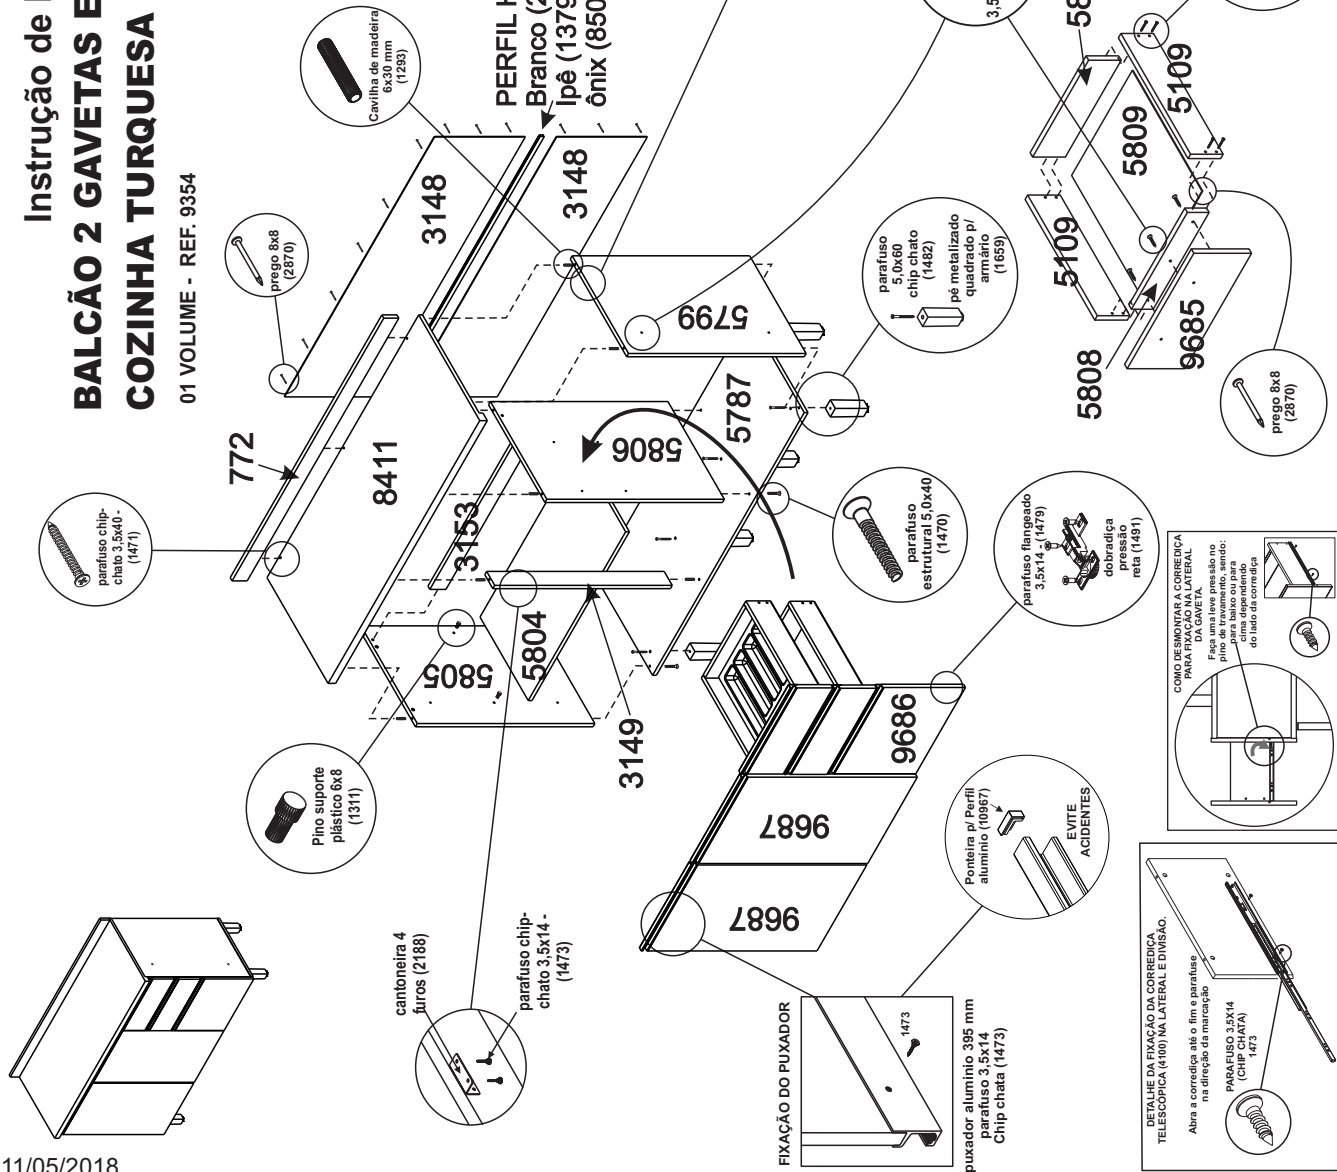 Instrução de
BALCÃO 2 GAVETAS E
COZINHA TURQUESA
01 VOLUME - REF. 9354
Cavilha de madeira
6x30 mm
(1293)
PERFIL H
Branco (2
Ipê (1379
ônix (850
prego 8x8
(2870)
parafuso chip-
chato 3,5x40 -
(1471)
772
8411
3148
3148
3153
5799
5806
5787
5805
5804
3149
Pino suporte
plástico 6x8
(1311)
parafuso
5,0x60
chip chato
(1482)
pé metalizado
quadrado p/
armário
(1659)
parafuso
estrutural 5,0x40
(1470)
parafuso flangeado
3,5x14 - (1479)
dobradiça
pressão
reta (1491)
3,5
58
5109
5809
5109
5808
9685
prego 8x8
(2870)
cantoneira 4
furos (2188)
parafuso chip-
chato 3,5x14 -
(1473)
9686
9687
9687
Ponteira p/ Perfil
aluminio (10967)
EVITE
ACIDENTES
FIXAÇÃO DO PUXADOR
1473
puxador aluminio 395 mm
parafuso 3,5x14
Chip chata (1473)
COMO DESMONTAR A CORREDIÇA
PARA FIXAÇÃO NA LATERAL
DA GAVETA.
Faça uma leve pressão no
pino de travamento, sendo:
para baixo ou para
cima dependendo
do lado da corrediça
DETALHE DA FIXAÇÃO DA CORREDIÇA
TELESCÓPICA (4100) NA LATERAL E DIVISÃO.
Abra a corrediça até o fim e parafuse
na direção da marcação
PARAFUSO 3,5X14
(CHIP CHATA)
1473
11/05/2018